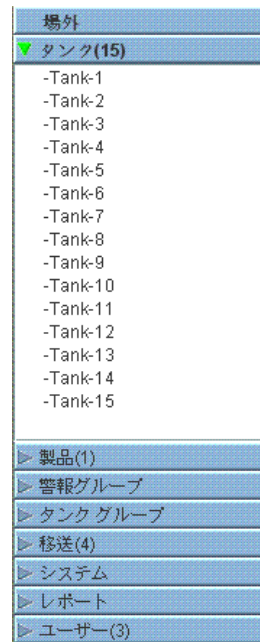 場外
タンク(15)
-Tank-1
-Tank-2
-Tank-3
-Tank-4
-Tank-5
-Tank-6
-Tank-7
-Tank-8
-Tank-9
-Tank-10
-Tank-11
-Tank-12
-Tank-13
-Tank-14
-Tank-15
製品(1)
警報グループ
タンク グループ
移送(4)
システム
レポート
ユーザー(3)